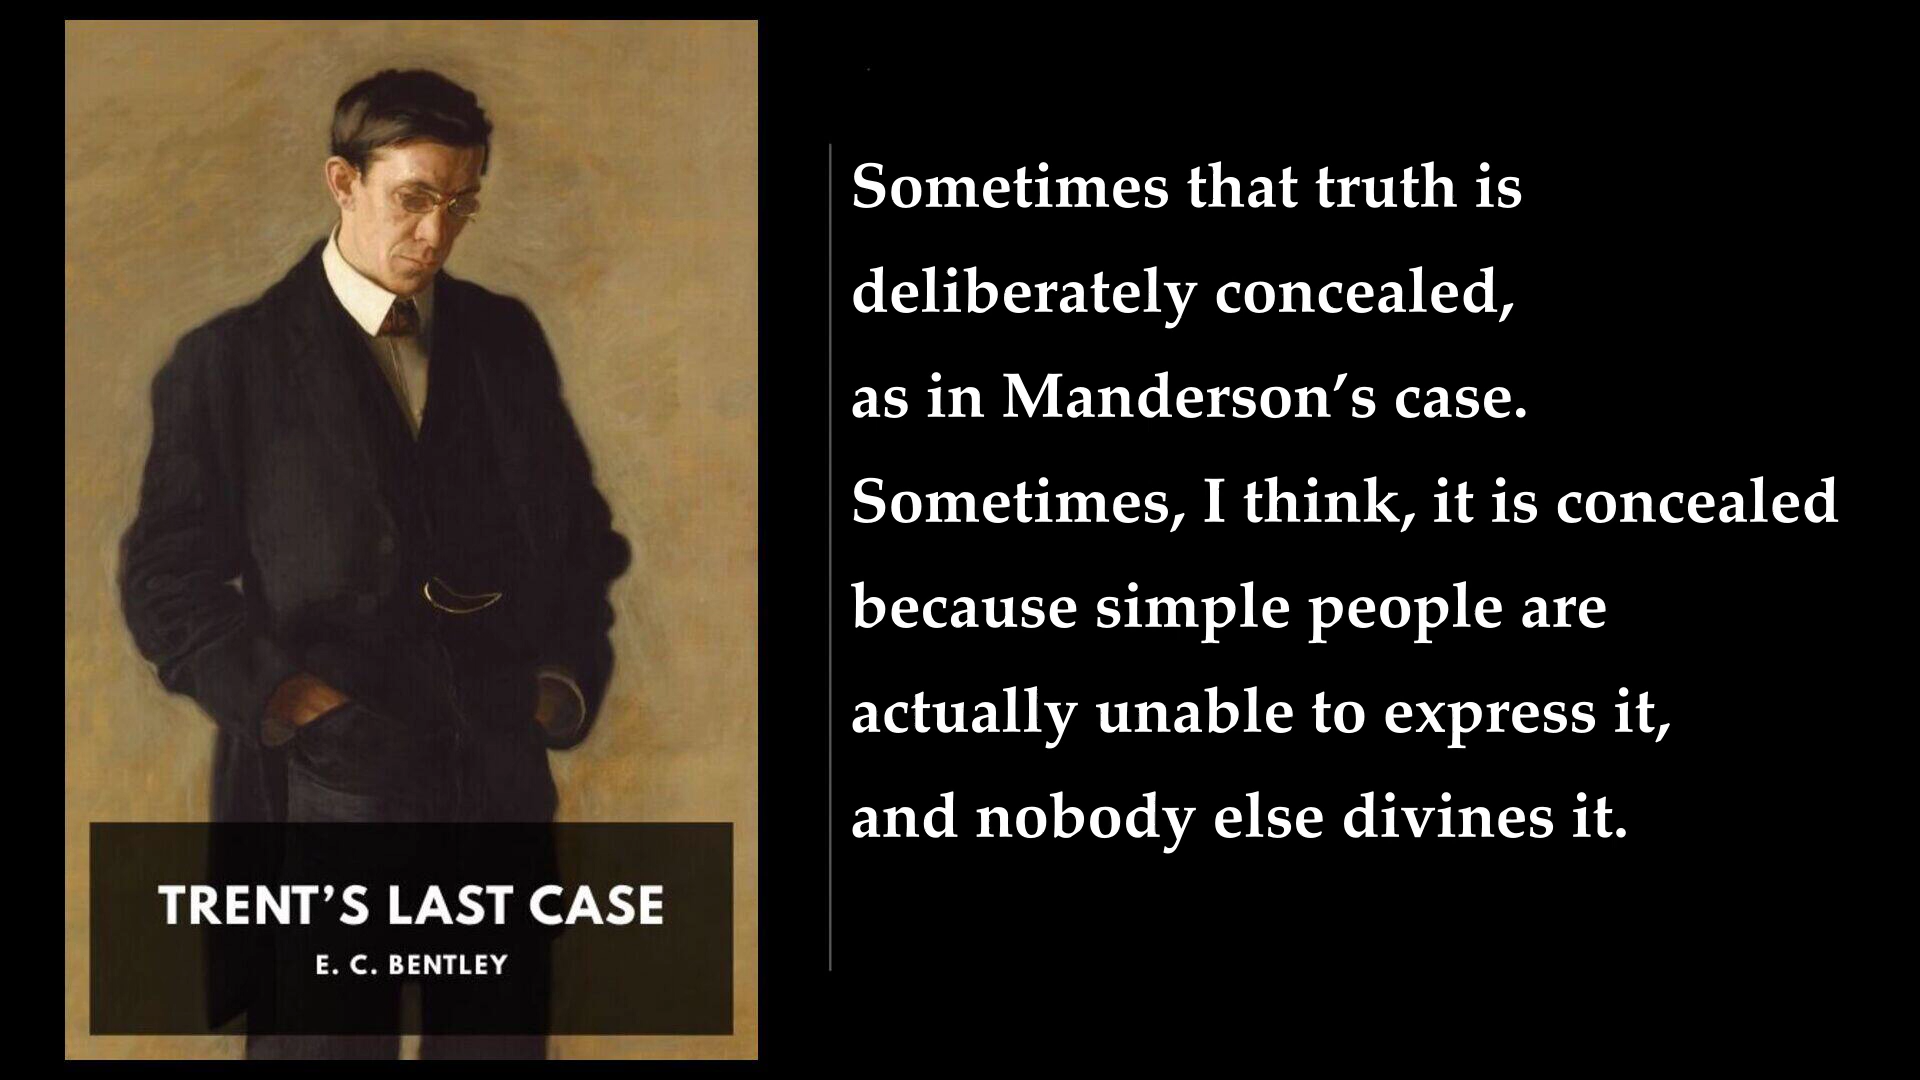 Sometimes that truth is
deliberately concealed,
as in Manderson’s case.
Sometimes, I think, it is concealed
because simple people are
actually unable to express it,
and nobody else divines it.
TRENT’S LAST CASE
E. C. BENTLEY